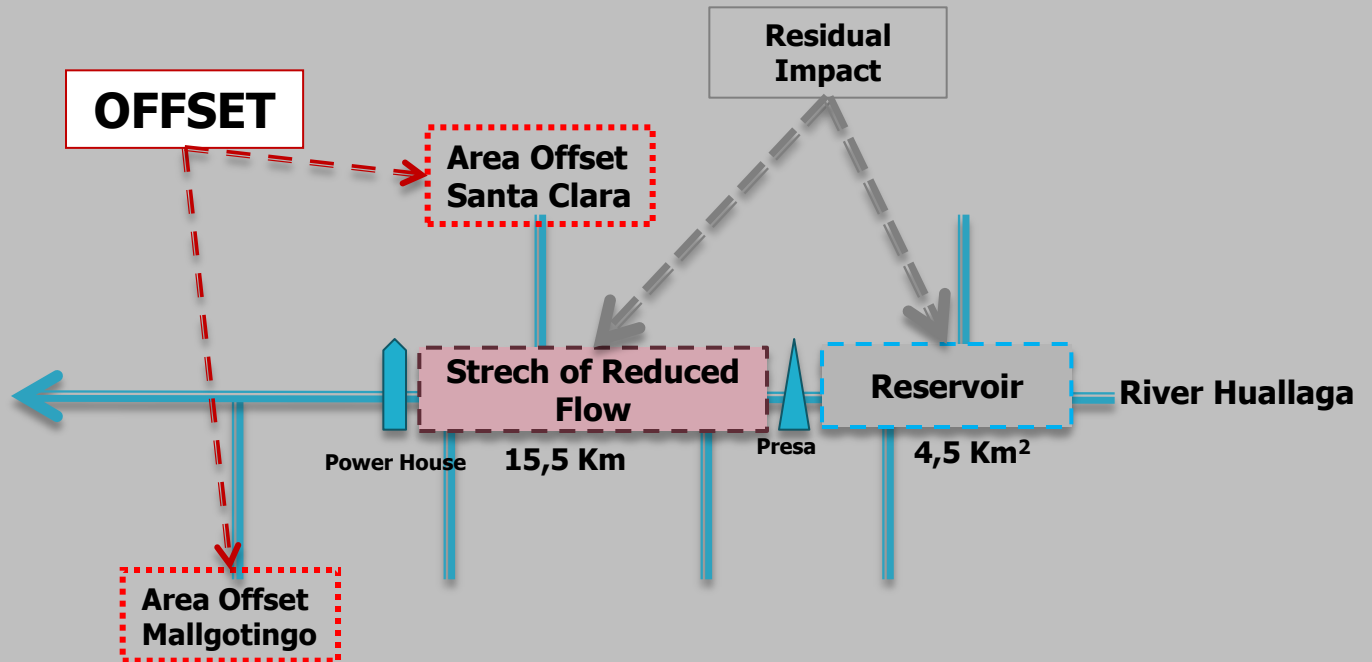 Residual
Impact
OFFSET
Area Offset
Santa Clara
Strech of Reduced
Flow
Reservoir
River Huallaga
Power House
15,5 Km
Presa
4,5 Km²
Area Offset
Mallgotingo